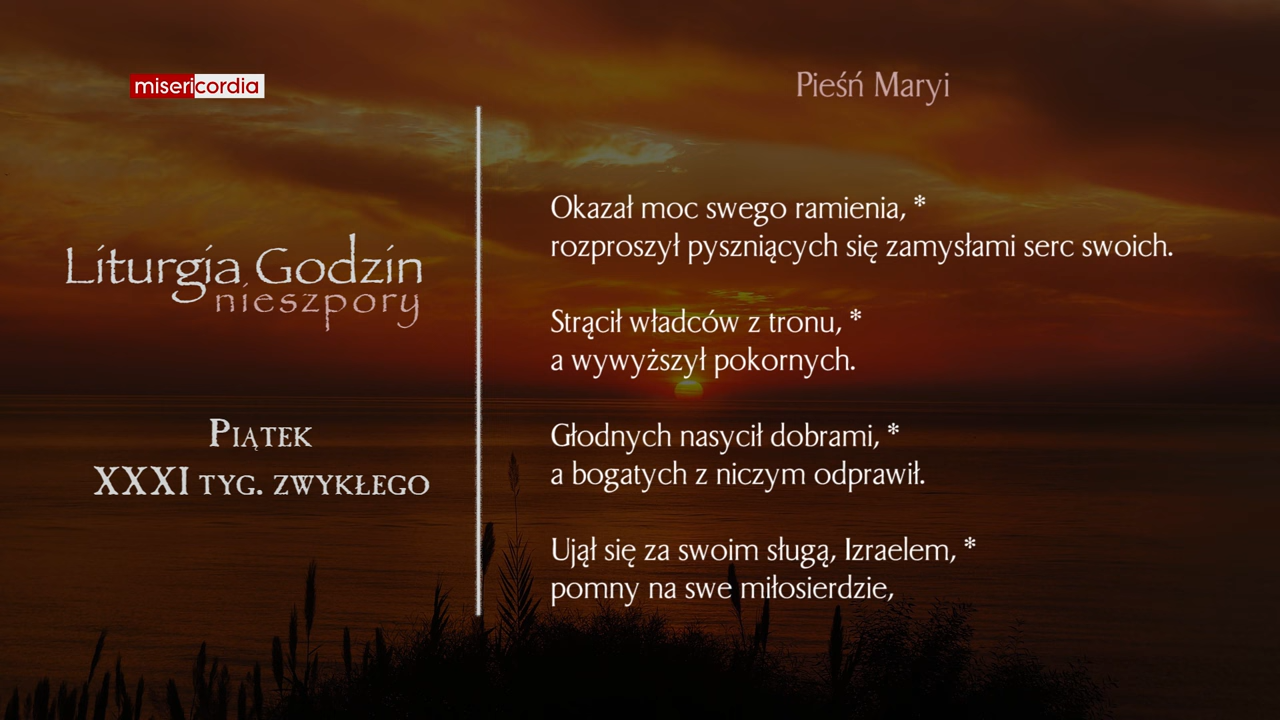 misericordia
Liturgia Godzin
nieszpory
Piątek
XXXI tyg. zwykłego
Pieśń Maryi
Okazał moc swego ramienia, *
rozproszył pyszniących się zamysłami serc swoich.
Strącił władców z tronu, *
a wywyższył pokornych.
Głodnych nasycił dobrami, *
a bogatych z niczym odprawił.
Ujął się za swoim sługą, Izraelem, *
pomny na swe miłosierdzie,